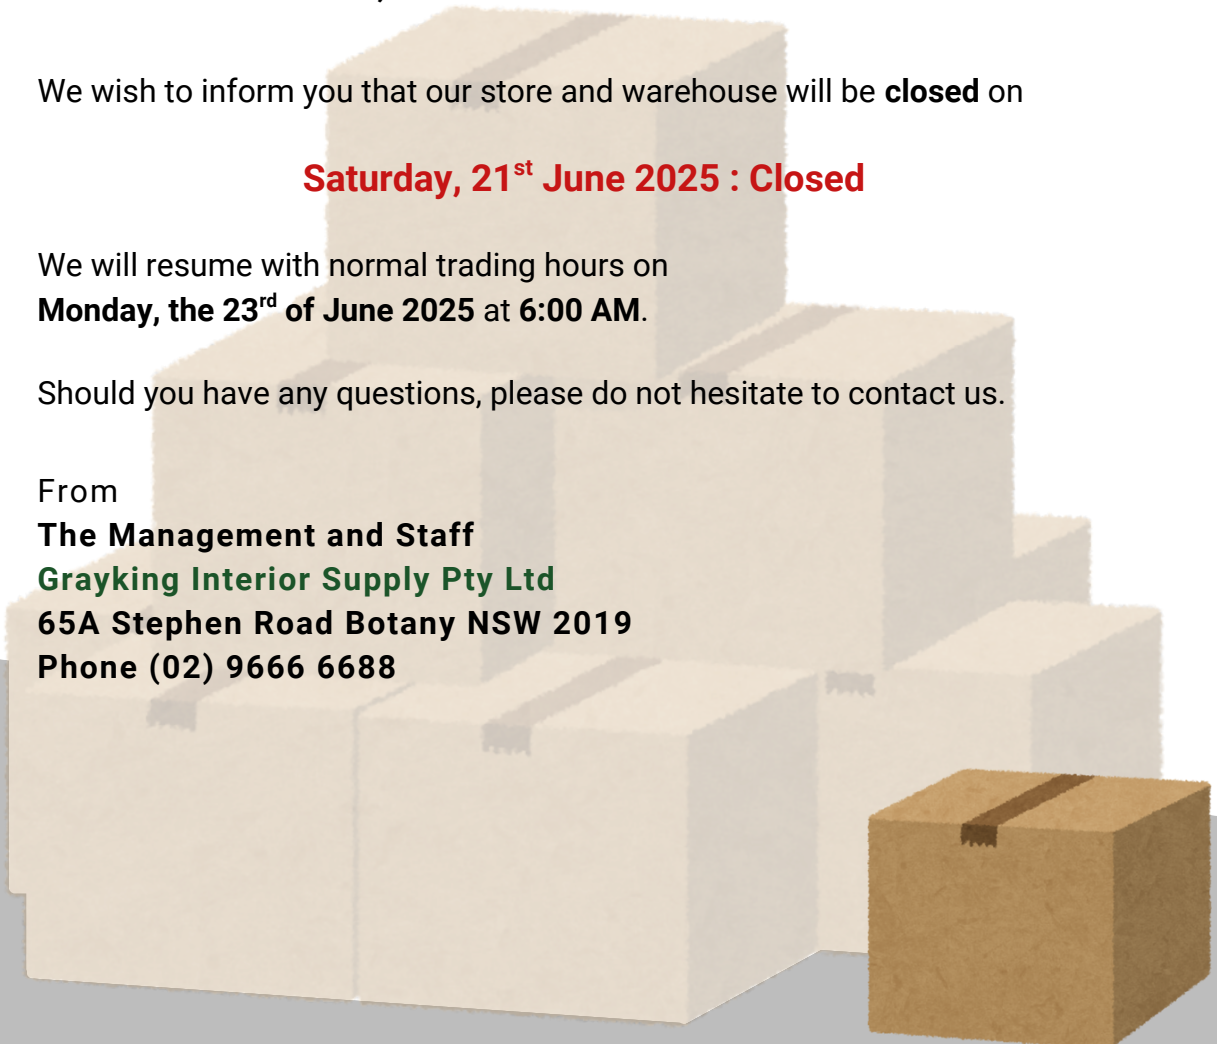 We wish to inform you that our store and warehouse will be closed on
Saturday, 21st June 2025 : Closed
We will resume with normal trading hours on
Monday, the 23rd of June 2025 at 6:00 AM.
Should you have any questions, please do not hesitate to contact us.
From
The Management and Staff
Grayking Interior Supply Pty Ltd
65A Stephen Road Botany NSW 2019
Phone (02) 9666 6688